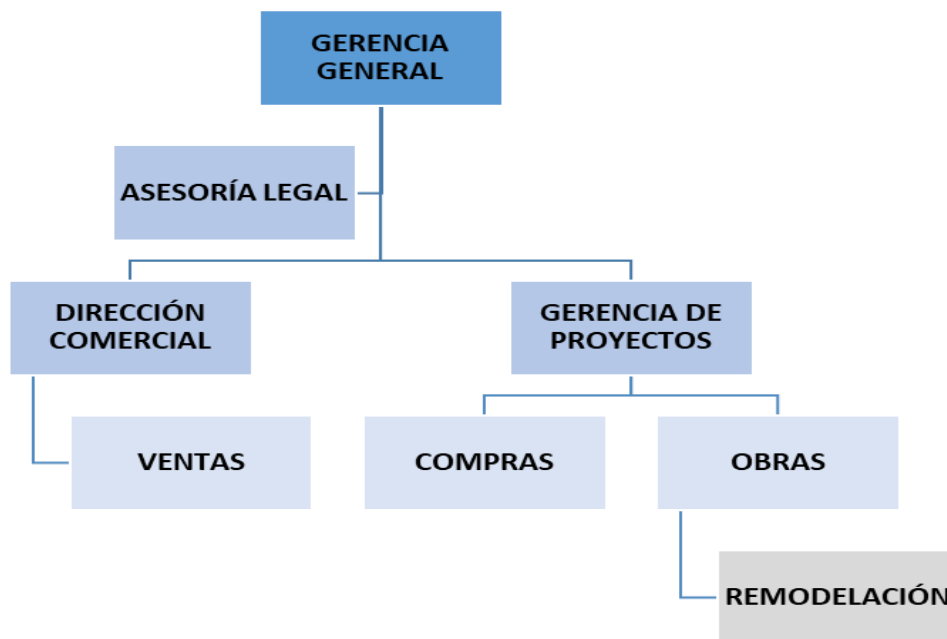 GERENCIA
GENERAL
ASESORÍA LEGAL
DIRECCIÓN
COMERCIAL
GERENCIA DE
PROYECTOS
VENTAS
COMPRAS
OBRAS
REMODELACIÓN